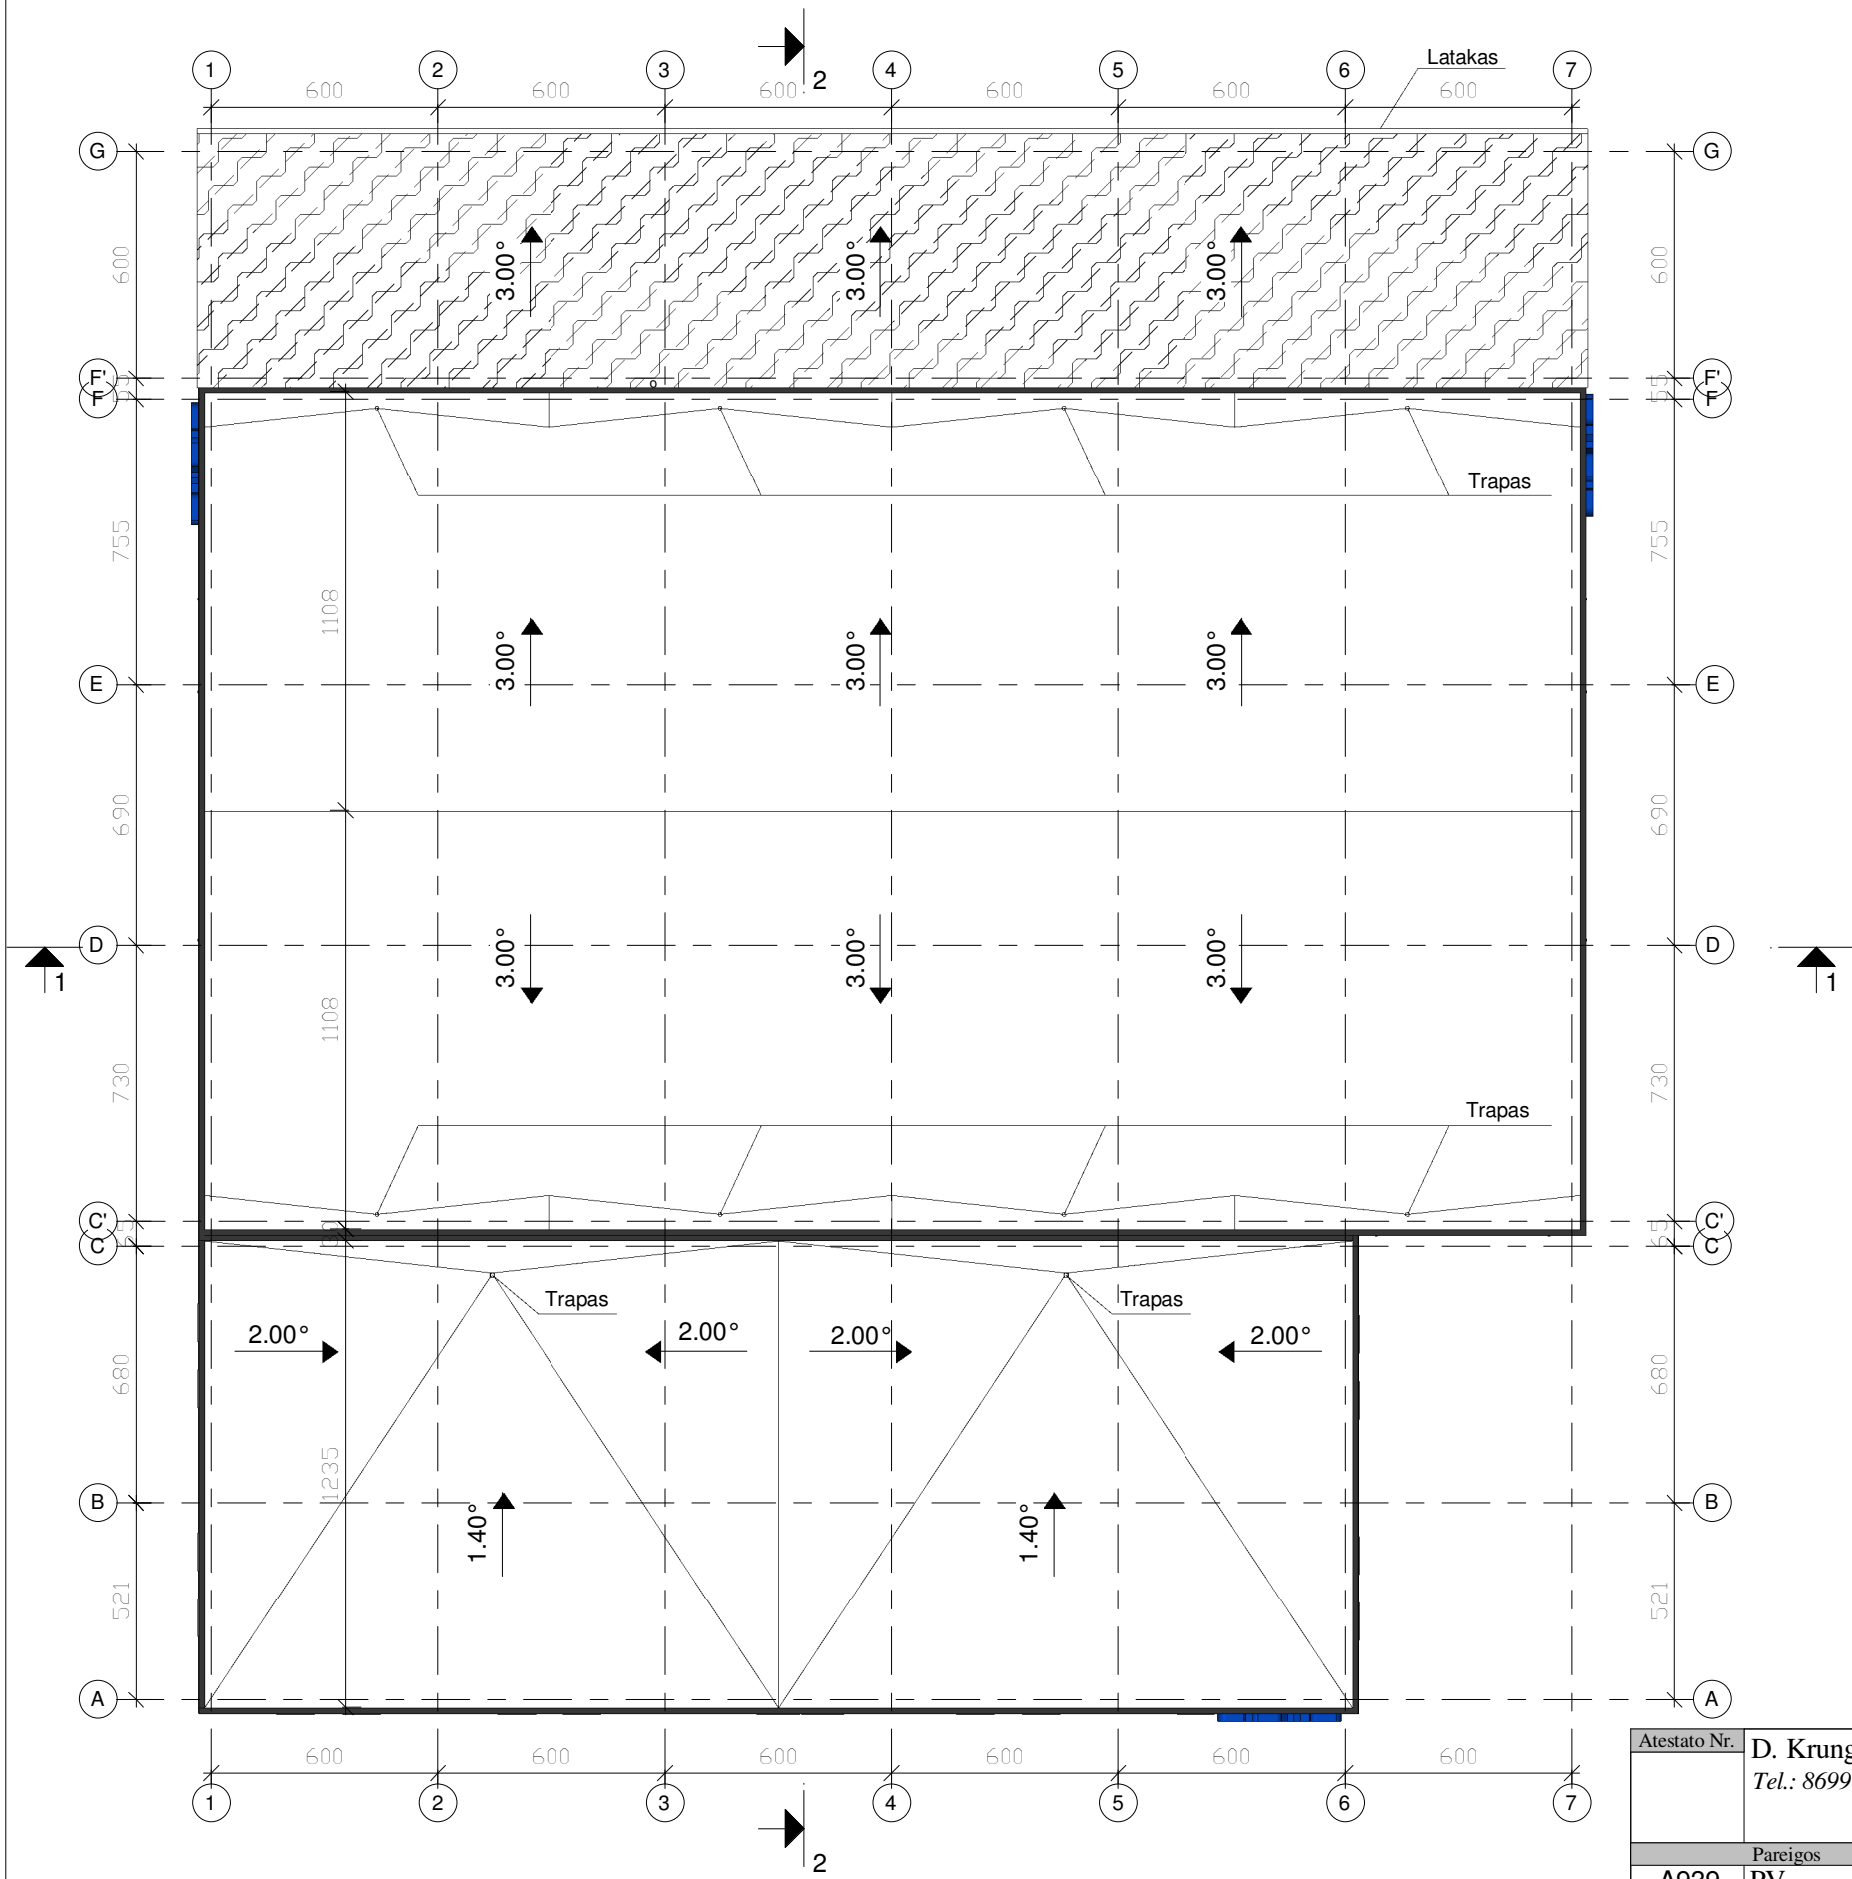 1 2 3 4 5 6 7
600 600 600 600 600 600
2
Latakas
G G
600 3.00° 3.00° 3.00° 600
F' F'
F 55 F
Trapas
755 755
1108
3.00° 3.00° 3.00°
E E
690 690
D 3.00° 3.00° 3.00° D
1 1
1108
730 730
Trapas
C' C'
C 65 C
Trapas Trapas
2.00° 2.00° 2.00° 2.00°
680 680
1235
B B
1.40° 1.40°
521 521
A A
600 600 600 600 600 600
1 2 3 4 5 6 7
2
Atestato Nr. D. Krung
Tel.: 8699
Pareigos
A939 PV